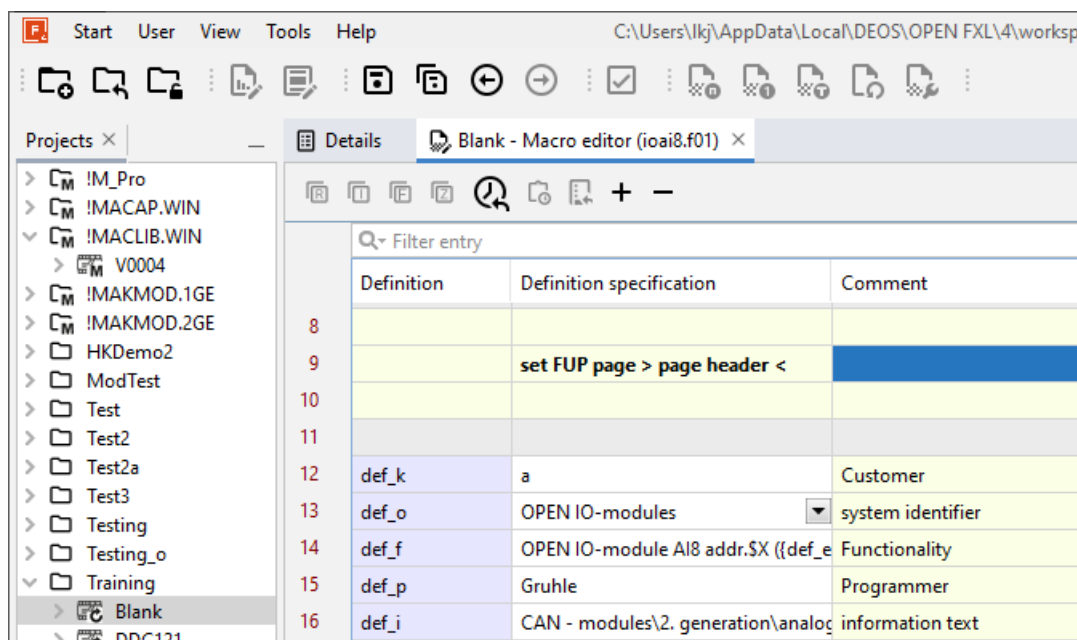 Start User View Tools Help C:\Users\lkj\AppData\Local\DEOS\OPEN FXL\4\worksp
Projects
Details Blank - Macro editor (ioai8.f01)
!M_Pro
!MACAP.WIN
!MACLIB.WIN
V0004
!MAKMOD.1GE
!MAKMOD.2GE
HKDemo2
ModTest
Test
Test2
Test2a
Test3
Testing
Testing_o
Training
Blank
DDC121
Filter entry
Definition Definition specification Comment
8
9 set FUP page > page header <
10
11
12 def_k a Customer
13 def_o OPEN IO-modules system identifier
14 def_f OPEN IO-module AI8 addr.$X ({def_e Functionality
15 def_p Gruhle Programmer
16 def_i CAN - modules\2. generation\analog information text